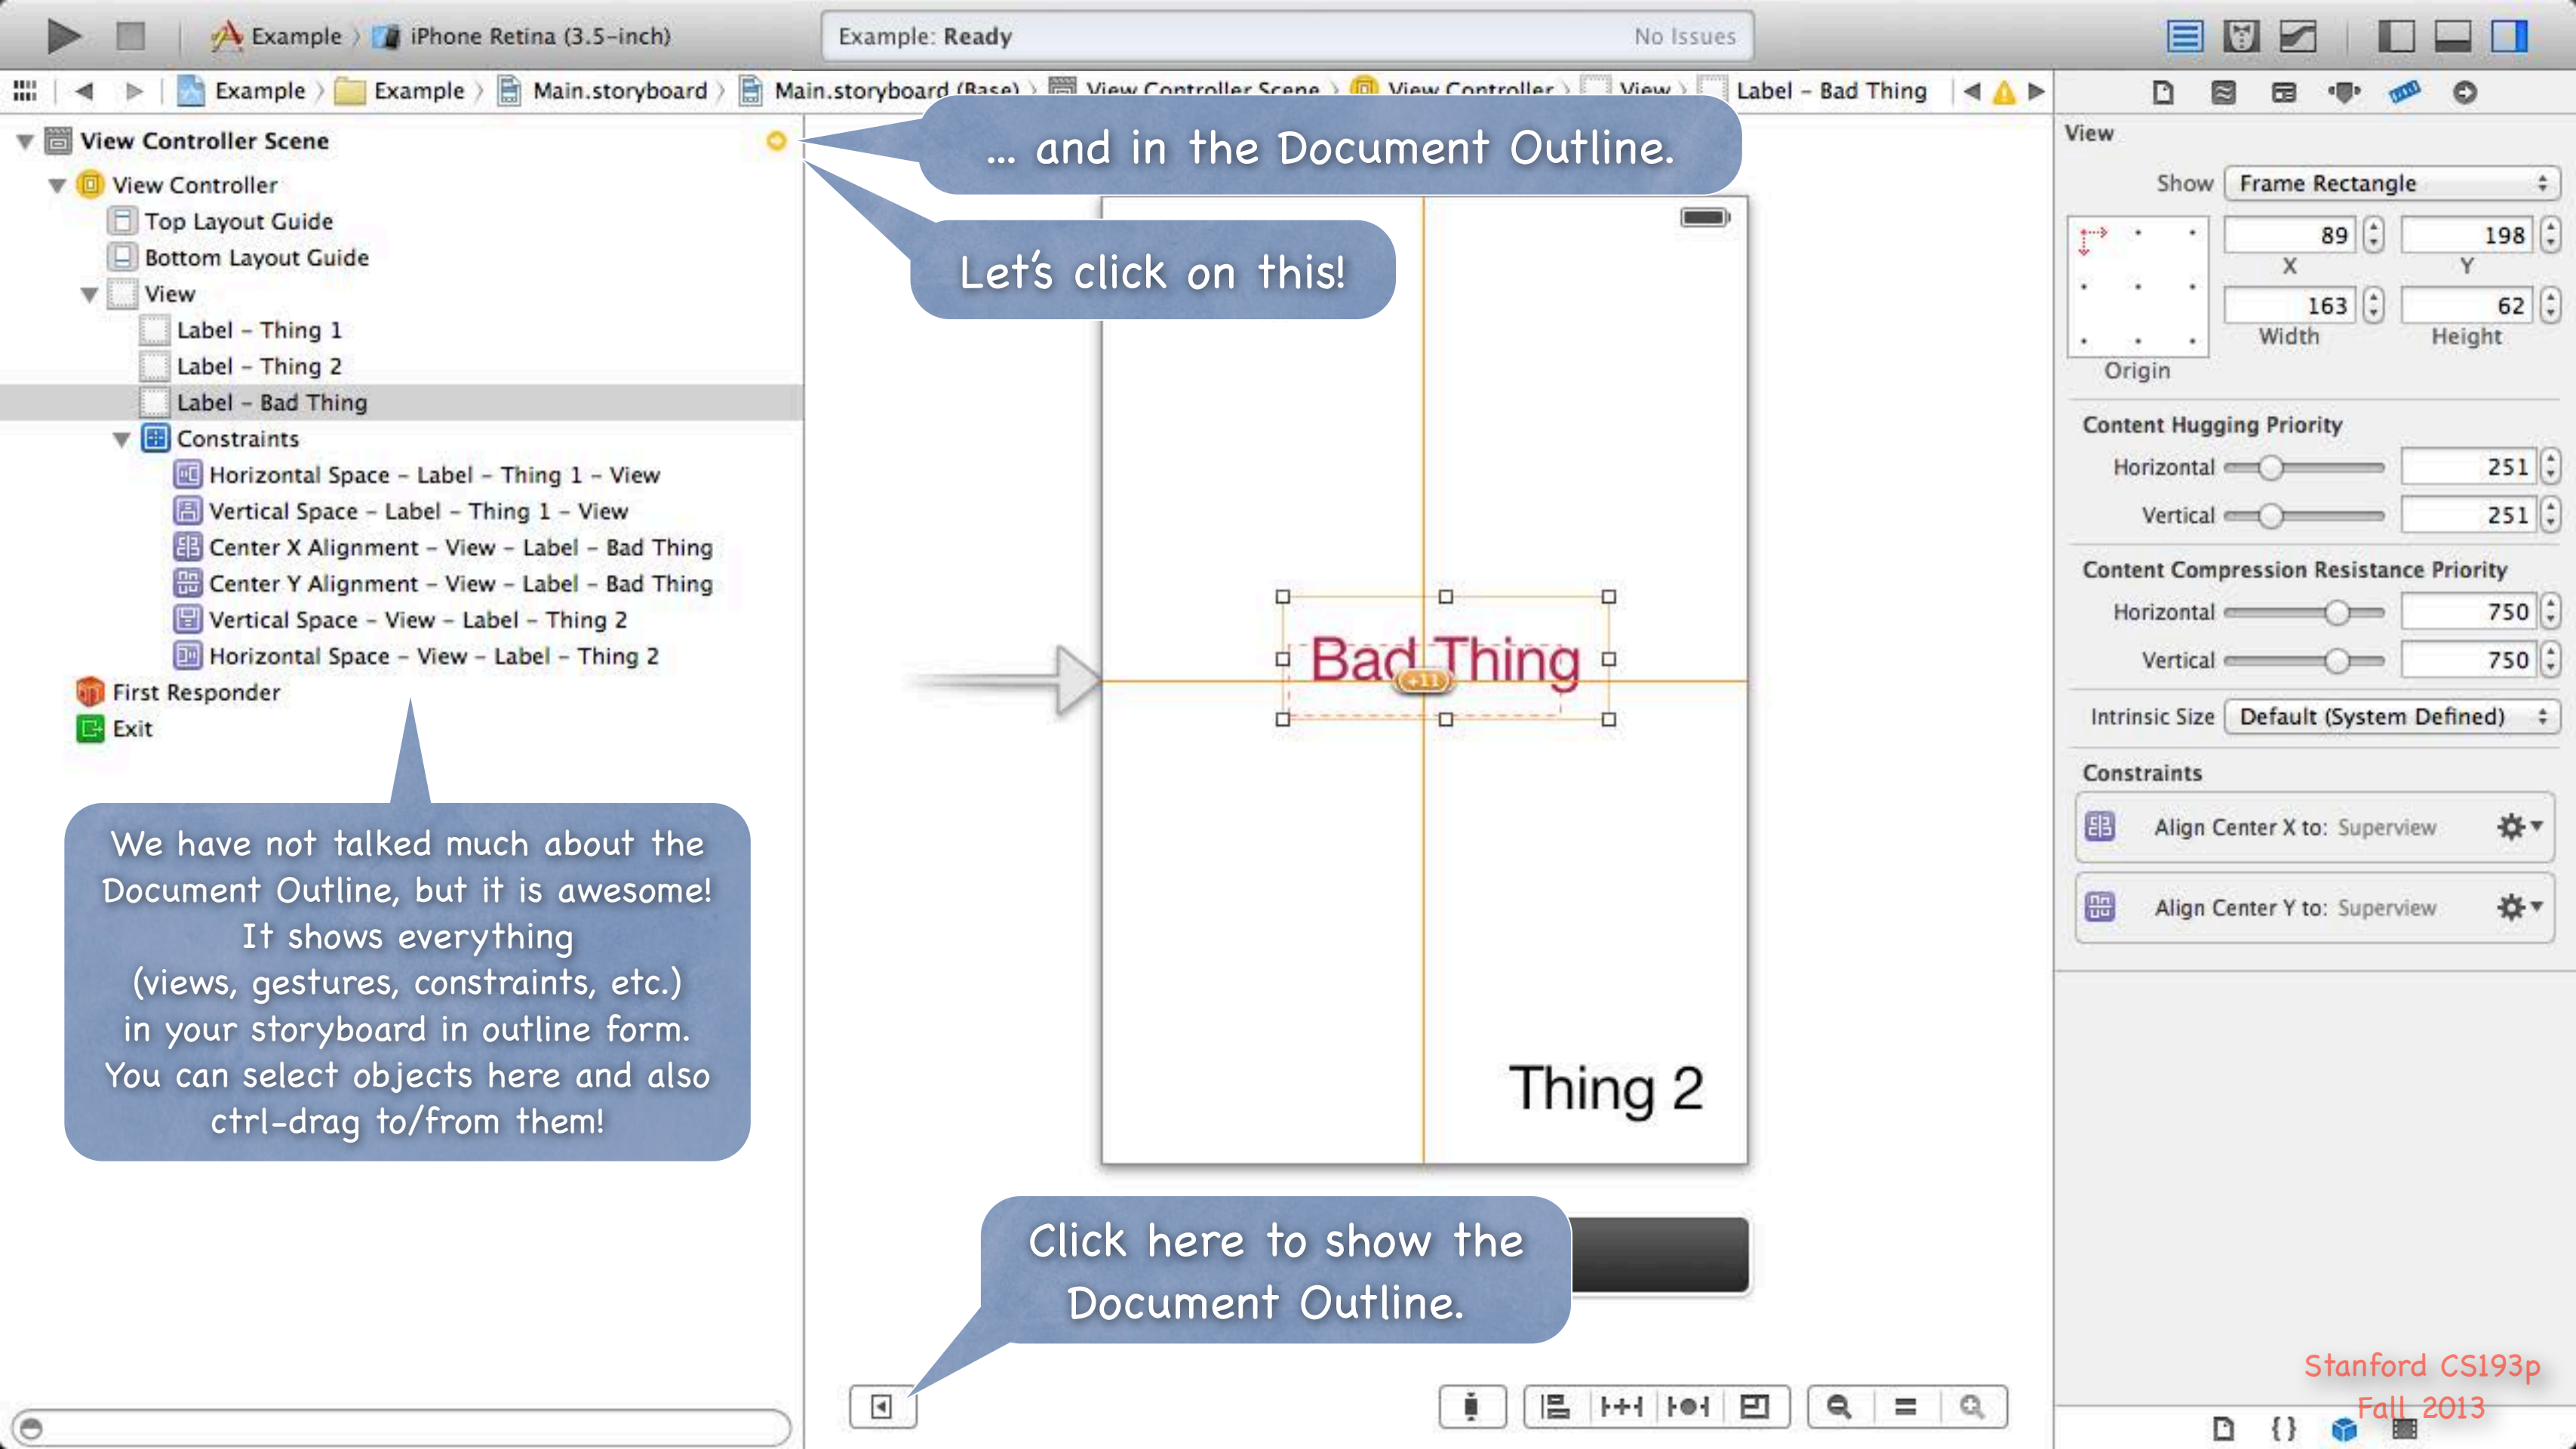 Example
iPhone Retina (3.5-inch)
Example: Ready
No Issues
Example
Example
Main.storyboard
Main.storyboard (Base)
View Controller Scene
View Controller
View
Label - Bad Thing
View Controller Scene
View Controller
Top Layout Guide
Bottom Layout Guide
View
Label - Thing 1
Label - Thing 2
Label - Bad Thing
Constraints
Horizontal Space - Label - Thing 1 - View
Vertical Space - Label - Thing 1 - View
Center X Alignment - View - Label - Bad Thing
Center Y Alignment - View - Label - Bad Thing
Vertical Space - View - Label - Thing 2
Horizontal Space - View - Label - Thing 2
First Responder
Exit
We have not talked much about the
Document Outline, but it is awesome!
It shows everything
(views, gestures, constraints, etc.)
in your storyboard in outline form.
You can select objects here and also
ctrl-drag to/from them!
... and in the Document Outline.
Let's click on this!
Bad Thing
+11
Thing 2
Click here to show the
Document Outline.
View
Show Frame Rectangle
89 198
X Y
163 62
Width Height
Origin
Content Hugging Priority
Horizontal 251
Vertical 251
Content Compression Resistance Priority
Horizontal 750
Vertical 750
Intrinsic Size Default (System Defined)
Constraints
Align Center X to: Superview
Align Center Y to: Superview
Stanford CS193p
Fall 2013
{}